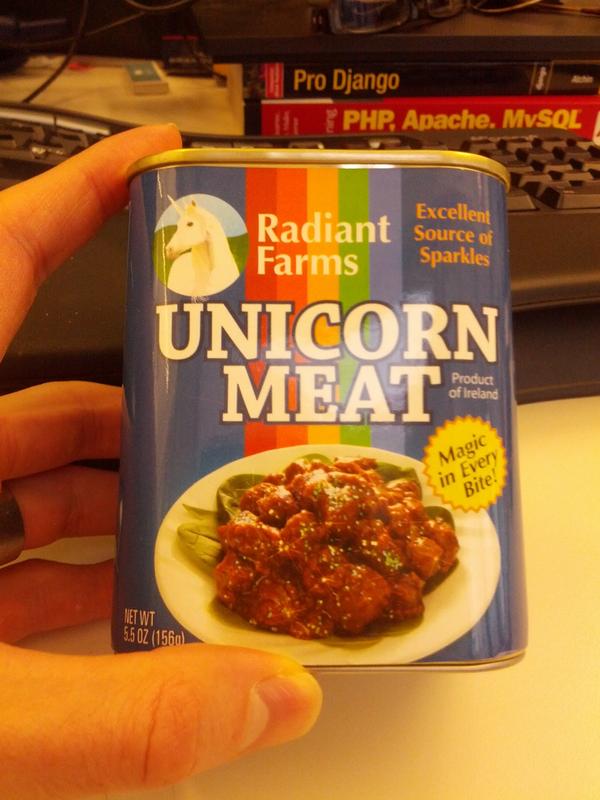 Pro Django
Alchin
PHP, Apache, MySQL
Radiant
Farms
Excellent
Source of
Sparkles
UNICORN
MEAT
Product
of Ireland
Magic
in Every
Bite!
NET WT
5.5 OZ (156g)